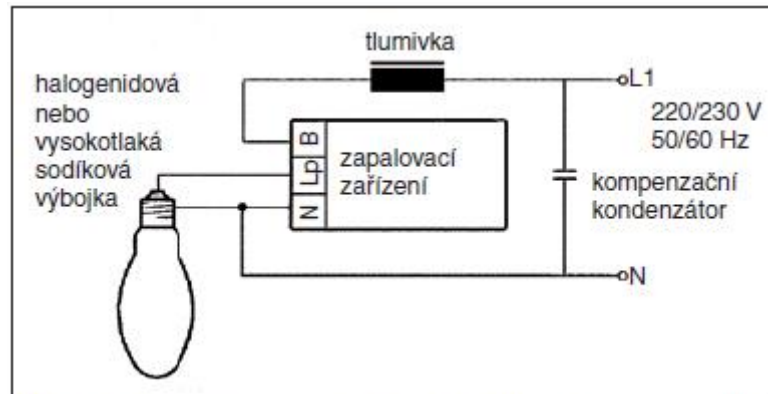 halogenidová
nebo
vysokotlaká
sodíková
výbojka
tlumivka
B
Lp
N
zapalovací
zařízení
L1
220/230 V
50/60 Hz
kompenzační
kondenzátor
N